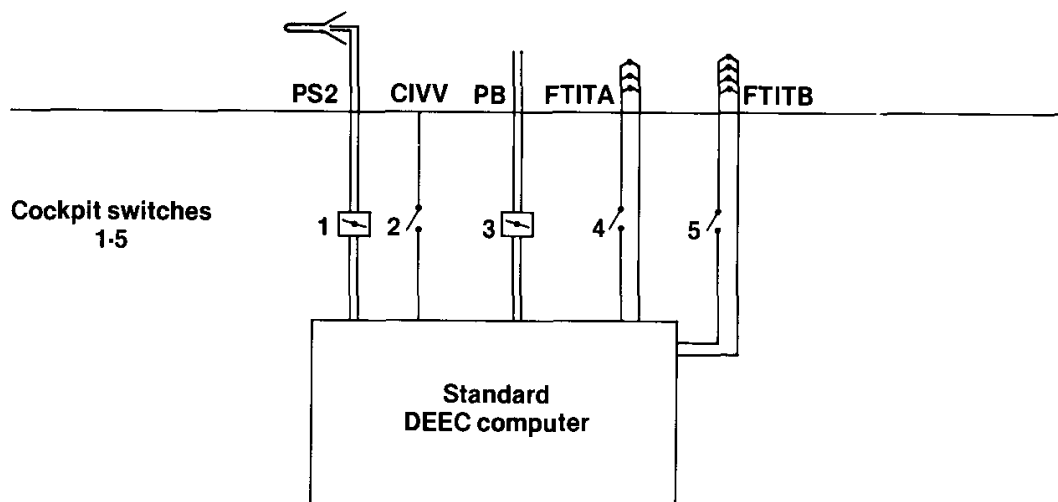 PS2 CIVV PB FTITA FTITB
Cockpit switches
1-5
1 2 3 4 5
Standard
DEEC computer